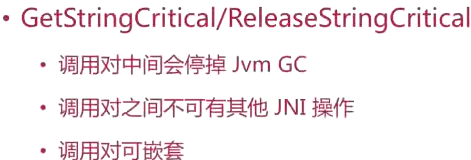 • GetStringCritical/ReleaseStringCritical
• 调用对中间会停掉 Jvm GC
• 调用对之间不可有其他 JNI 操作
• 调用对可嵌套